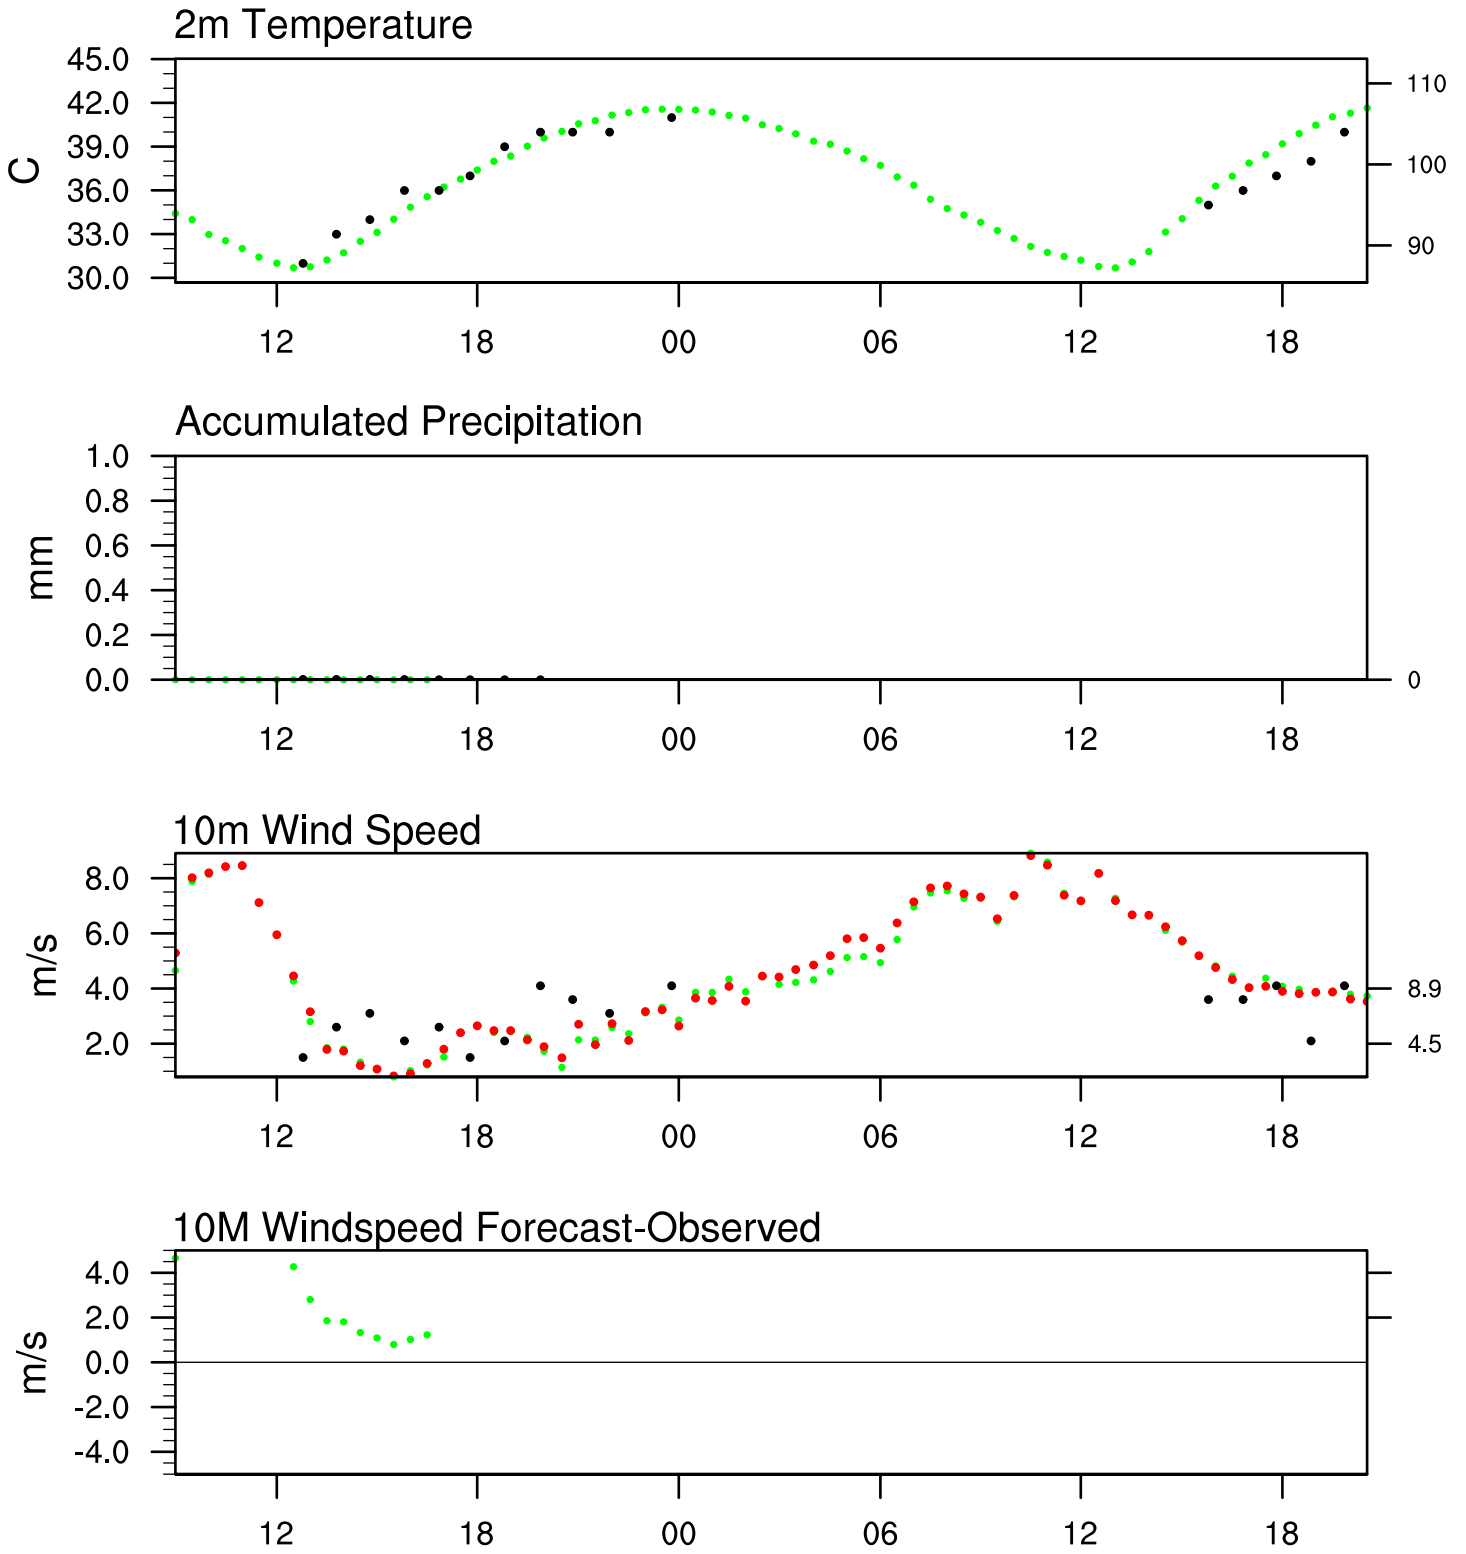 2m Temperature
45.0
42.0
39.0
36.0
33.0
30.0
C
110
100
90
12 18 00 06 12 18
Accumulated Precipitation
1.0
0.8
0.6
0.4
0.2
0.0
mm
0
12 18 00 06 12 18
10m Wind Speed
8.0
6.0
4.0
2.0
m/s
8.9
4.5
12 18 00 06 12 18
10M Windspeed Forecast-Observed
4.0
2.0
0.0
-2.0
-4.0
m/s
12 18 00 06 12 18